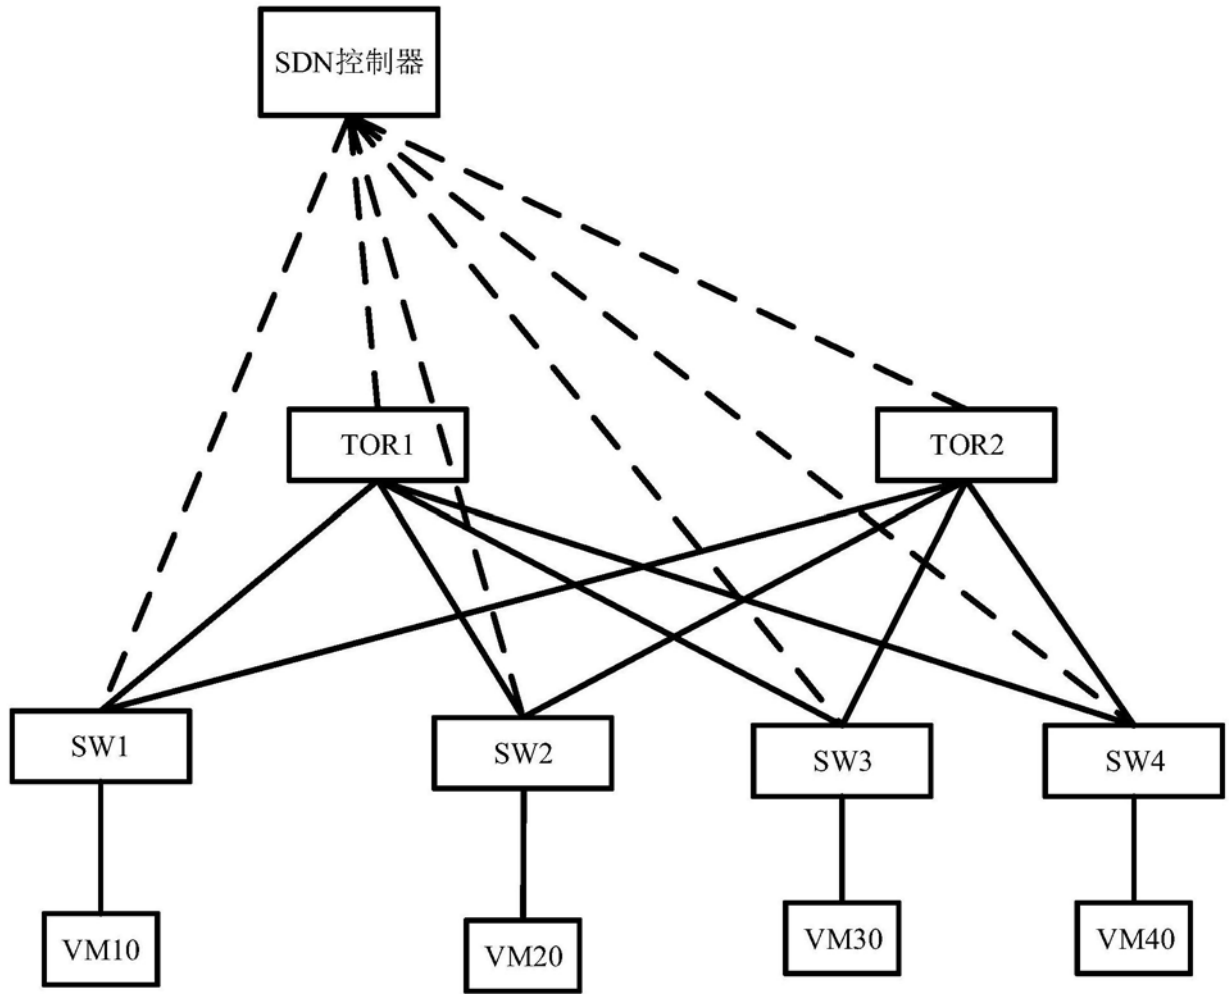 SDN控制器
TOR1
TOR2
SW1
SW2
SW3
SW4
VM10
VM20
VM30
VM40